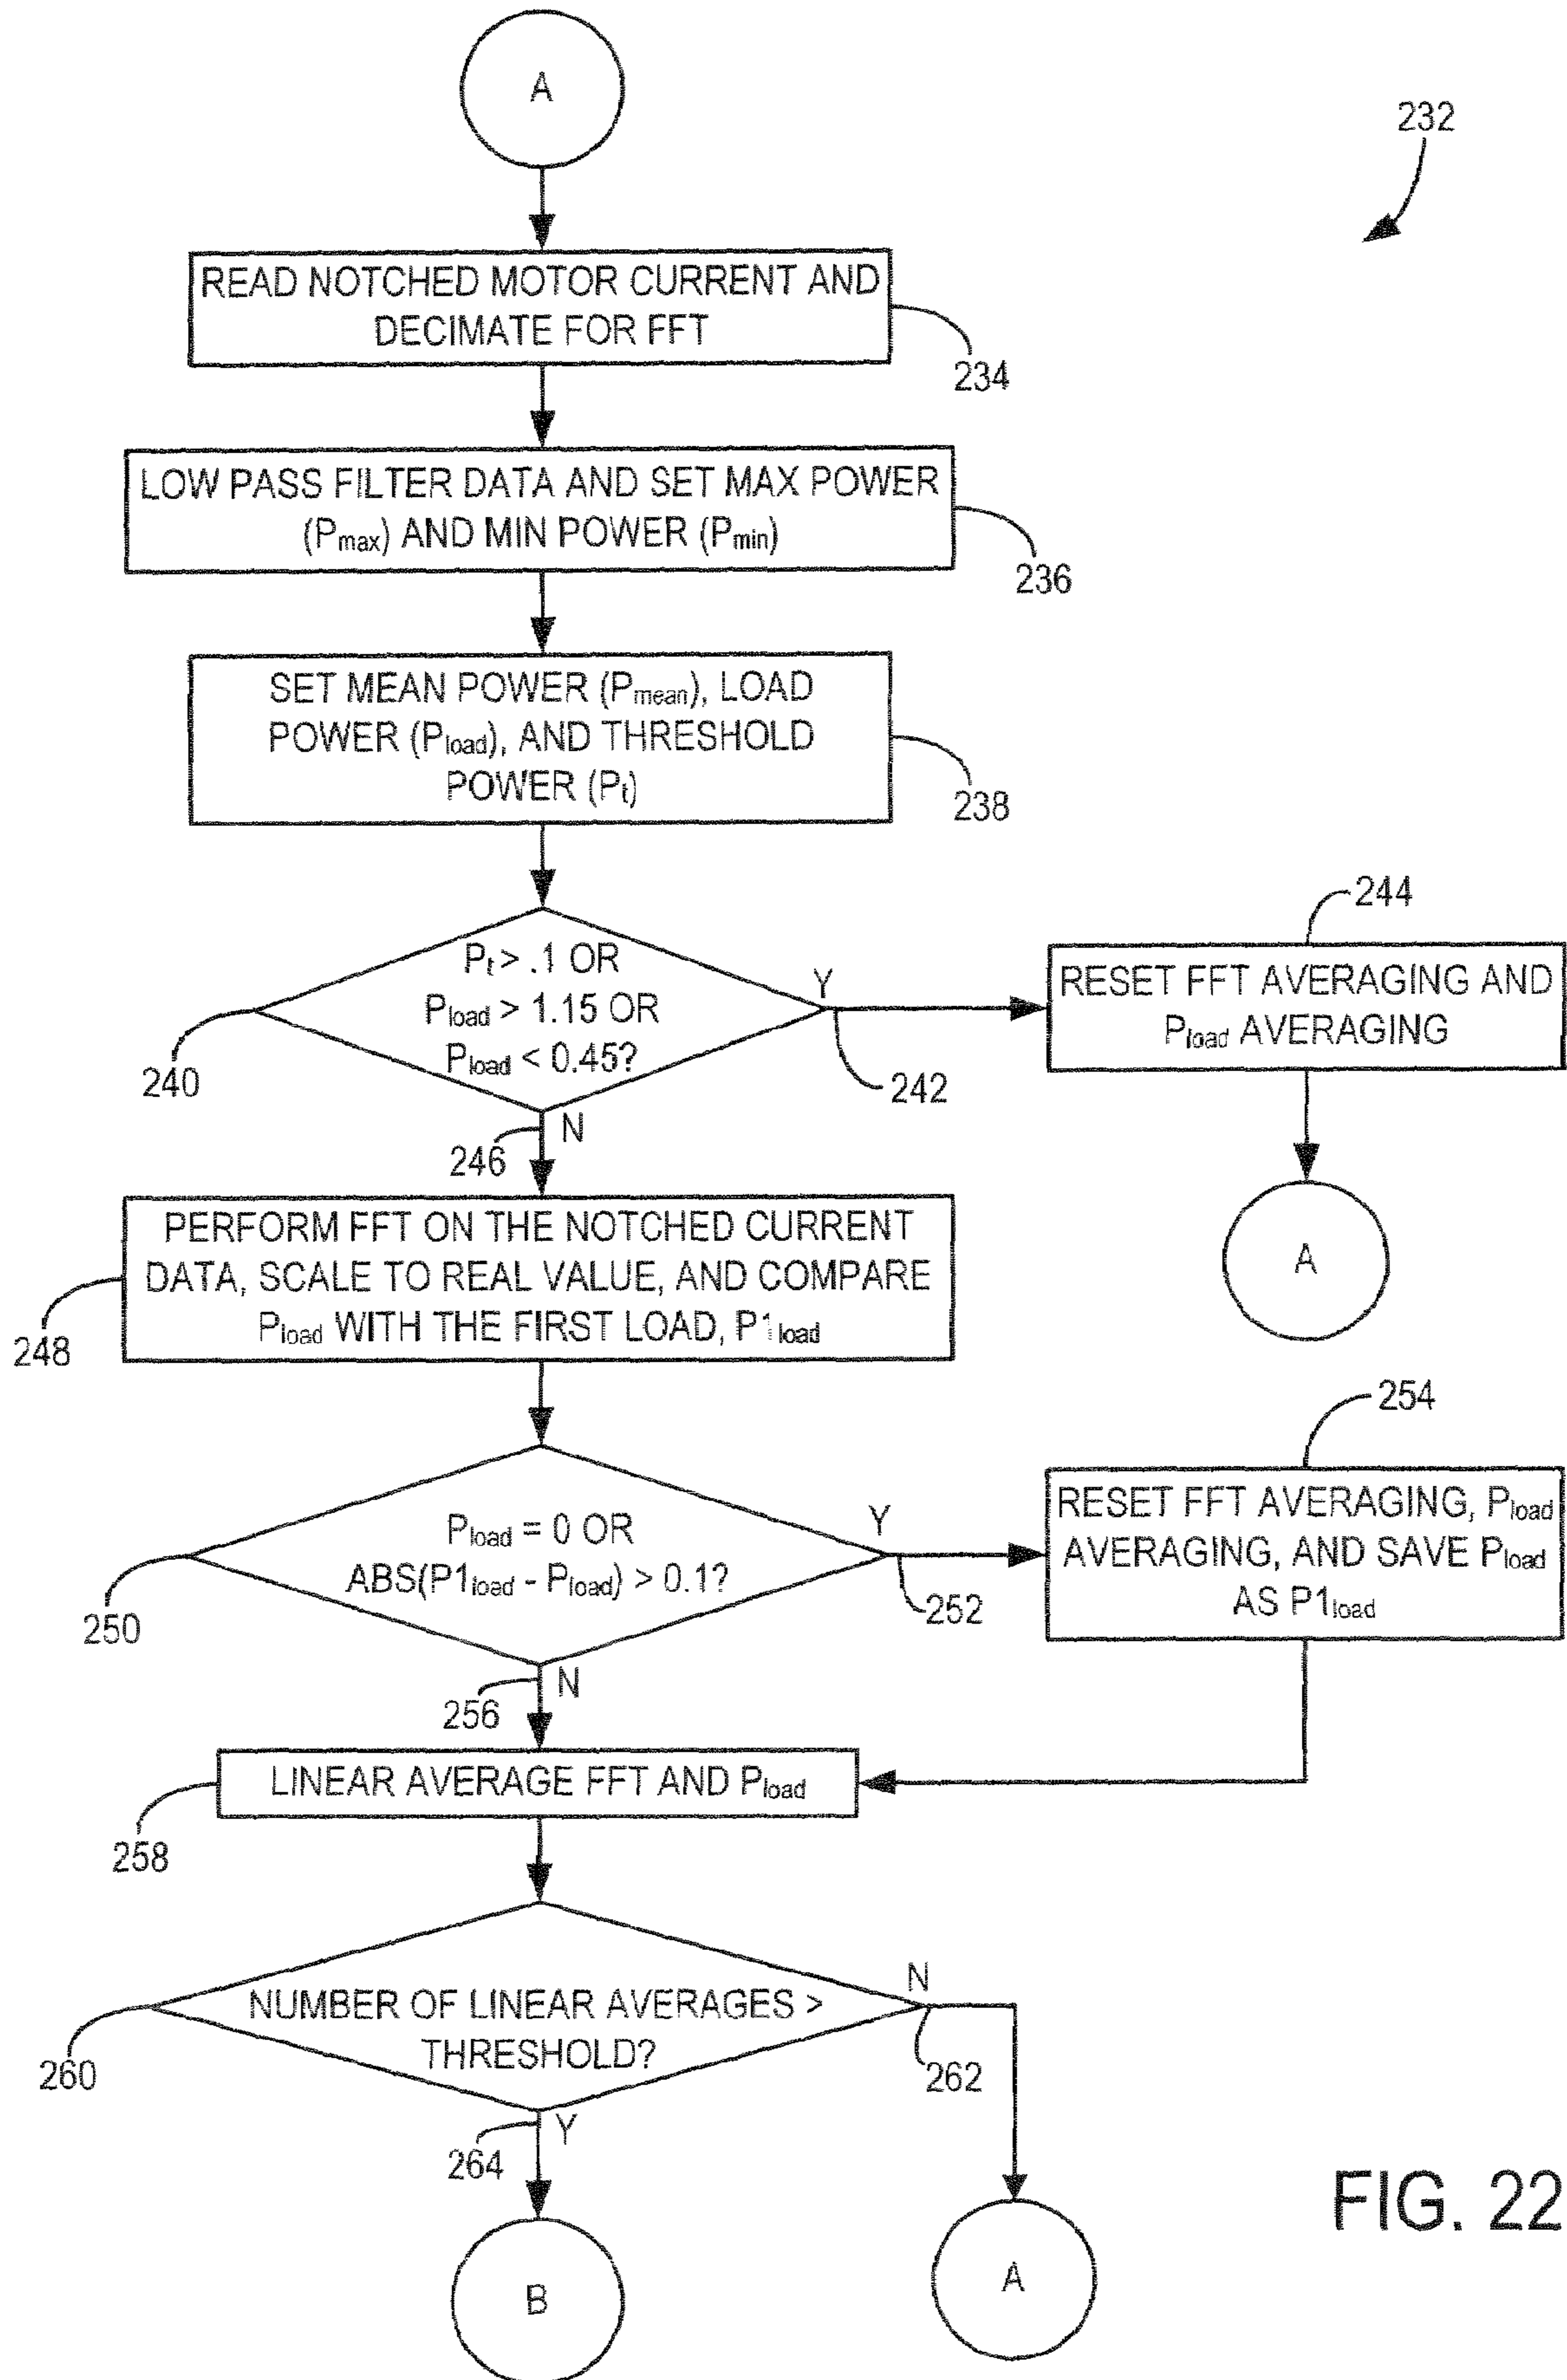 A
232
READ NOTCHED MOTOR CURRENT AND
DECIMATE FOR FFT
234
LOW PASS FILTER DATA AND SET MAX POWER
(Pmax) AND MIN POWER (Pmin)
236
SET MEAN POWER (Pmean), LOAD
POWER (Pload), AND THRESHOLD
POWER (Pt)
238
Pt > .1 OR
Pload > 1.15 OR
Pload < 0.45?
240
Y
242
244
RESET FFT AVERAGING AND
Pload AVERAGING
A
N
246
PERFORM FFT ON THE NOTCHED CURRENT
DATA, SCALE TO REAL VALUE, AND COMPARE
Pload WITH THE FIRST LOAD, P1load
248
Pload = 0 OR
ABS(P1load - Pload) > 0.1?
250
Y
252
254
RESET FFT AVERAGING, Pload
AVERAGING, AND SAVE Pload
AS P1load
N
256
LINEAR AVERAGE FFT AND Pload
258
NUMBER OF LINEAR AVERAGES >
THRESHOLD?
260
N
262
Y
264
B
A
FIG. 22